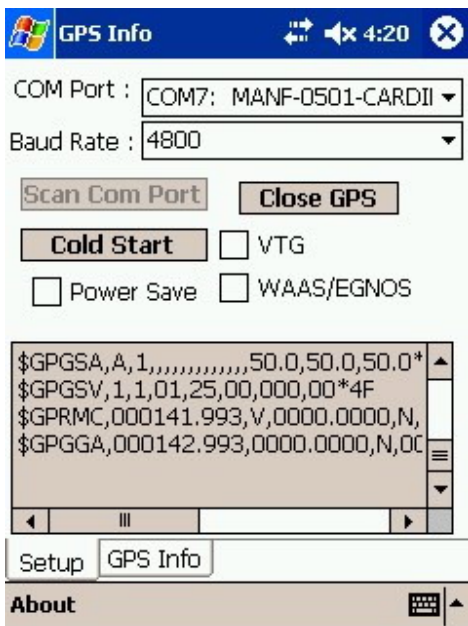 GPS Info 4:20
COM Port : COM7: MANF-0501-CARDI
Baud Rate : 4800
Scan Com Port Close GPS
Cold Start VTG
Power Save WAAS/EGNOS
$GPGSA,A,1,,,,,,,,,,,,,50.0,50.0,50.0*
$GPGSV,1,1,01,25,00,000,00*4F
$GPRMC,000141.993,V,0000.0000,N,
$GPGGA,000142.993,0000.0000,N,00
Setup GPS Info
About